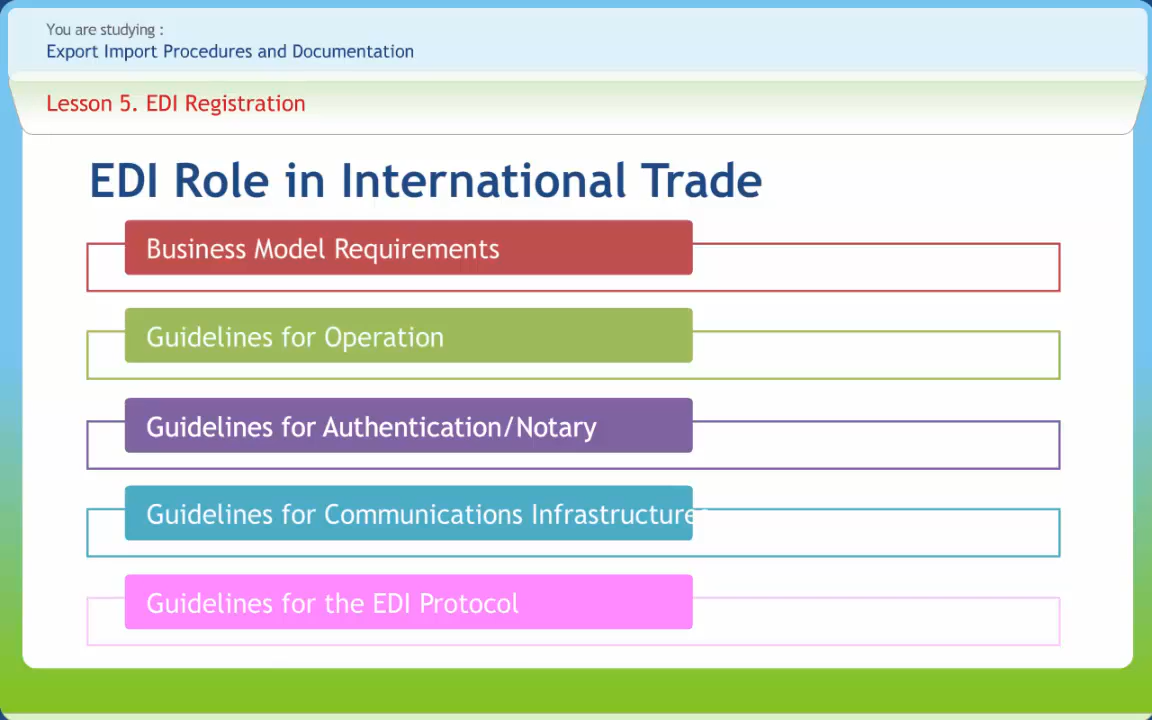 You are studying :
Export Import Procedures and Documentation
Lesson 5. EDI Registration
EDI Role in International Trade
Business Model Requirements
Guidelines for Operation
Guidelines for Authentication/Notary
Guidelines for Communications Infrastructures
Guidelines for the EDI Protocol